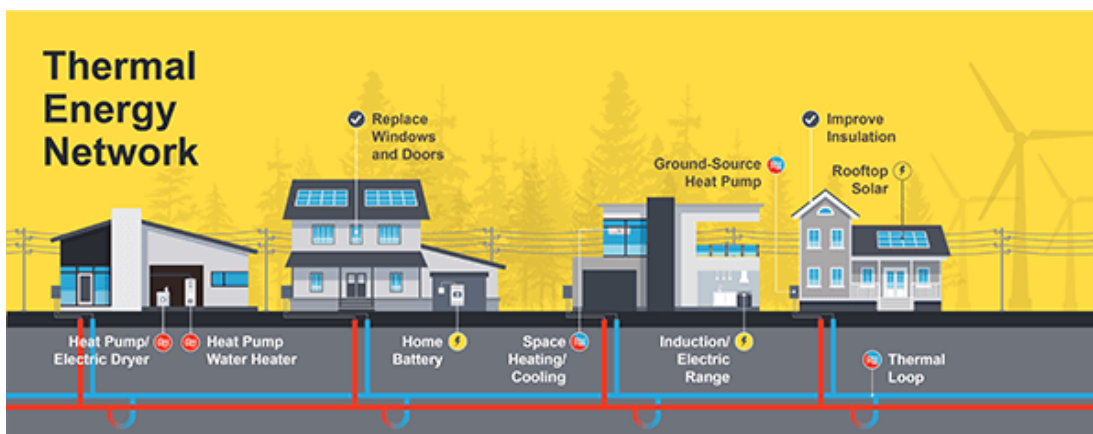 Thermal
Energy
Network
Replace
Windows
and Doors
Ground-Source
Heat Pump
Improve
Insulation
Rooftop
Solar
Heat Pump/
Electric Dryer
Heat Pump
Water Heater
Home
Battery
Space
Heating/
Cooling
Induction/
Electric
Range
Thermal
Loop